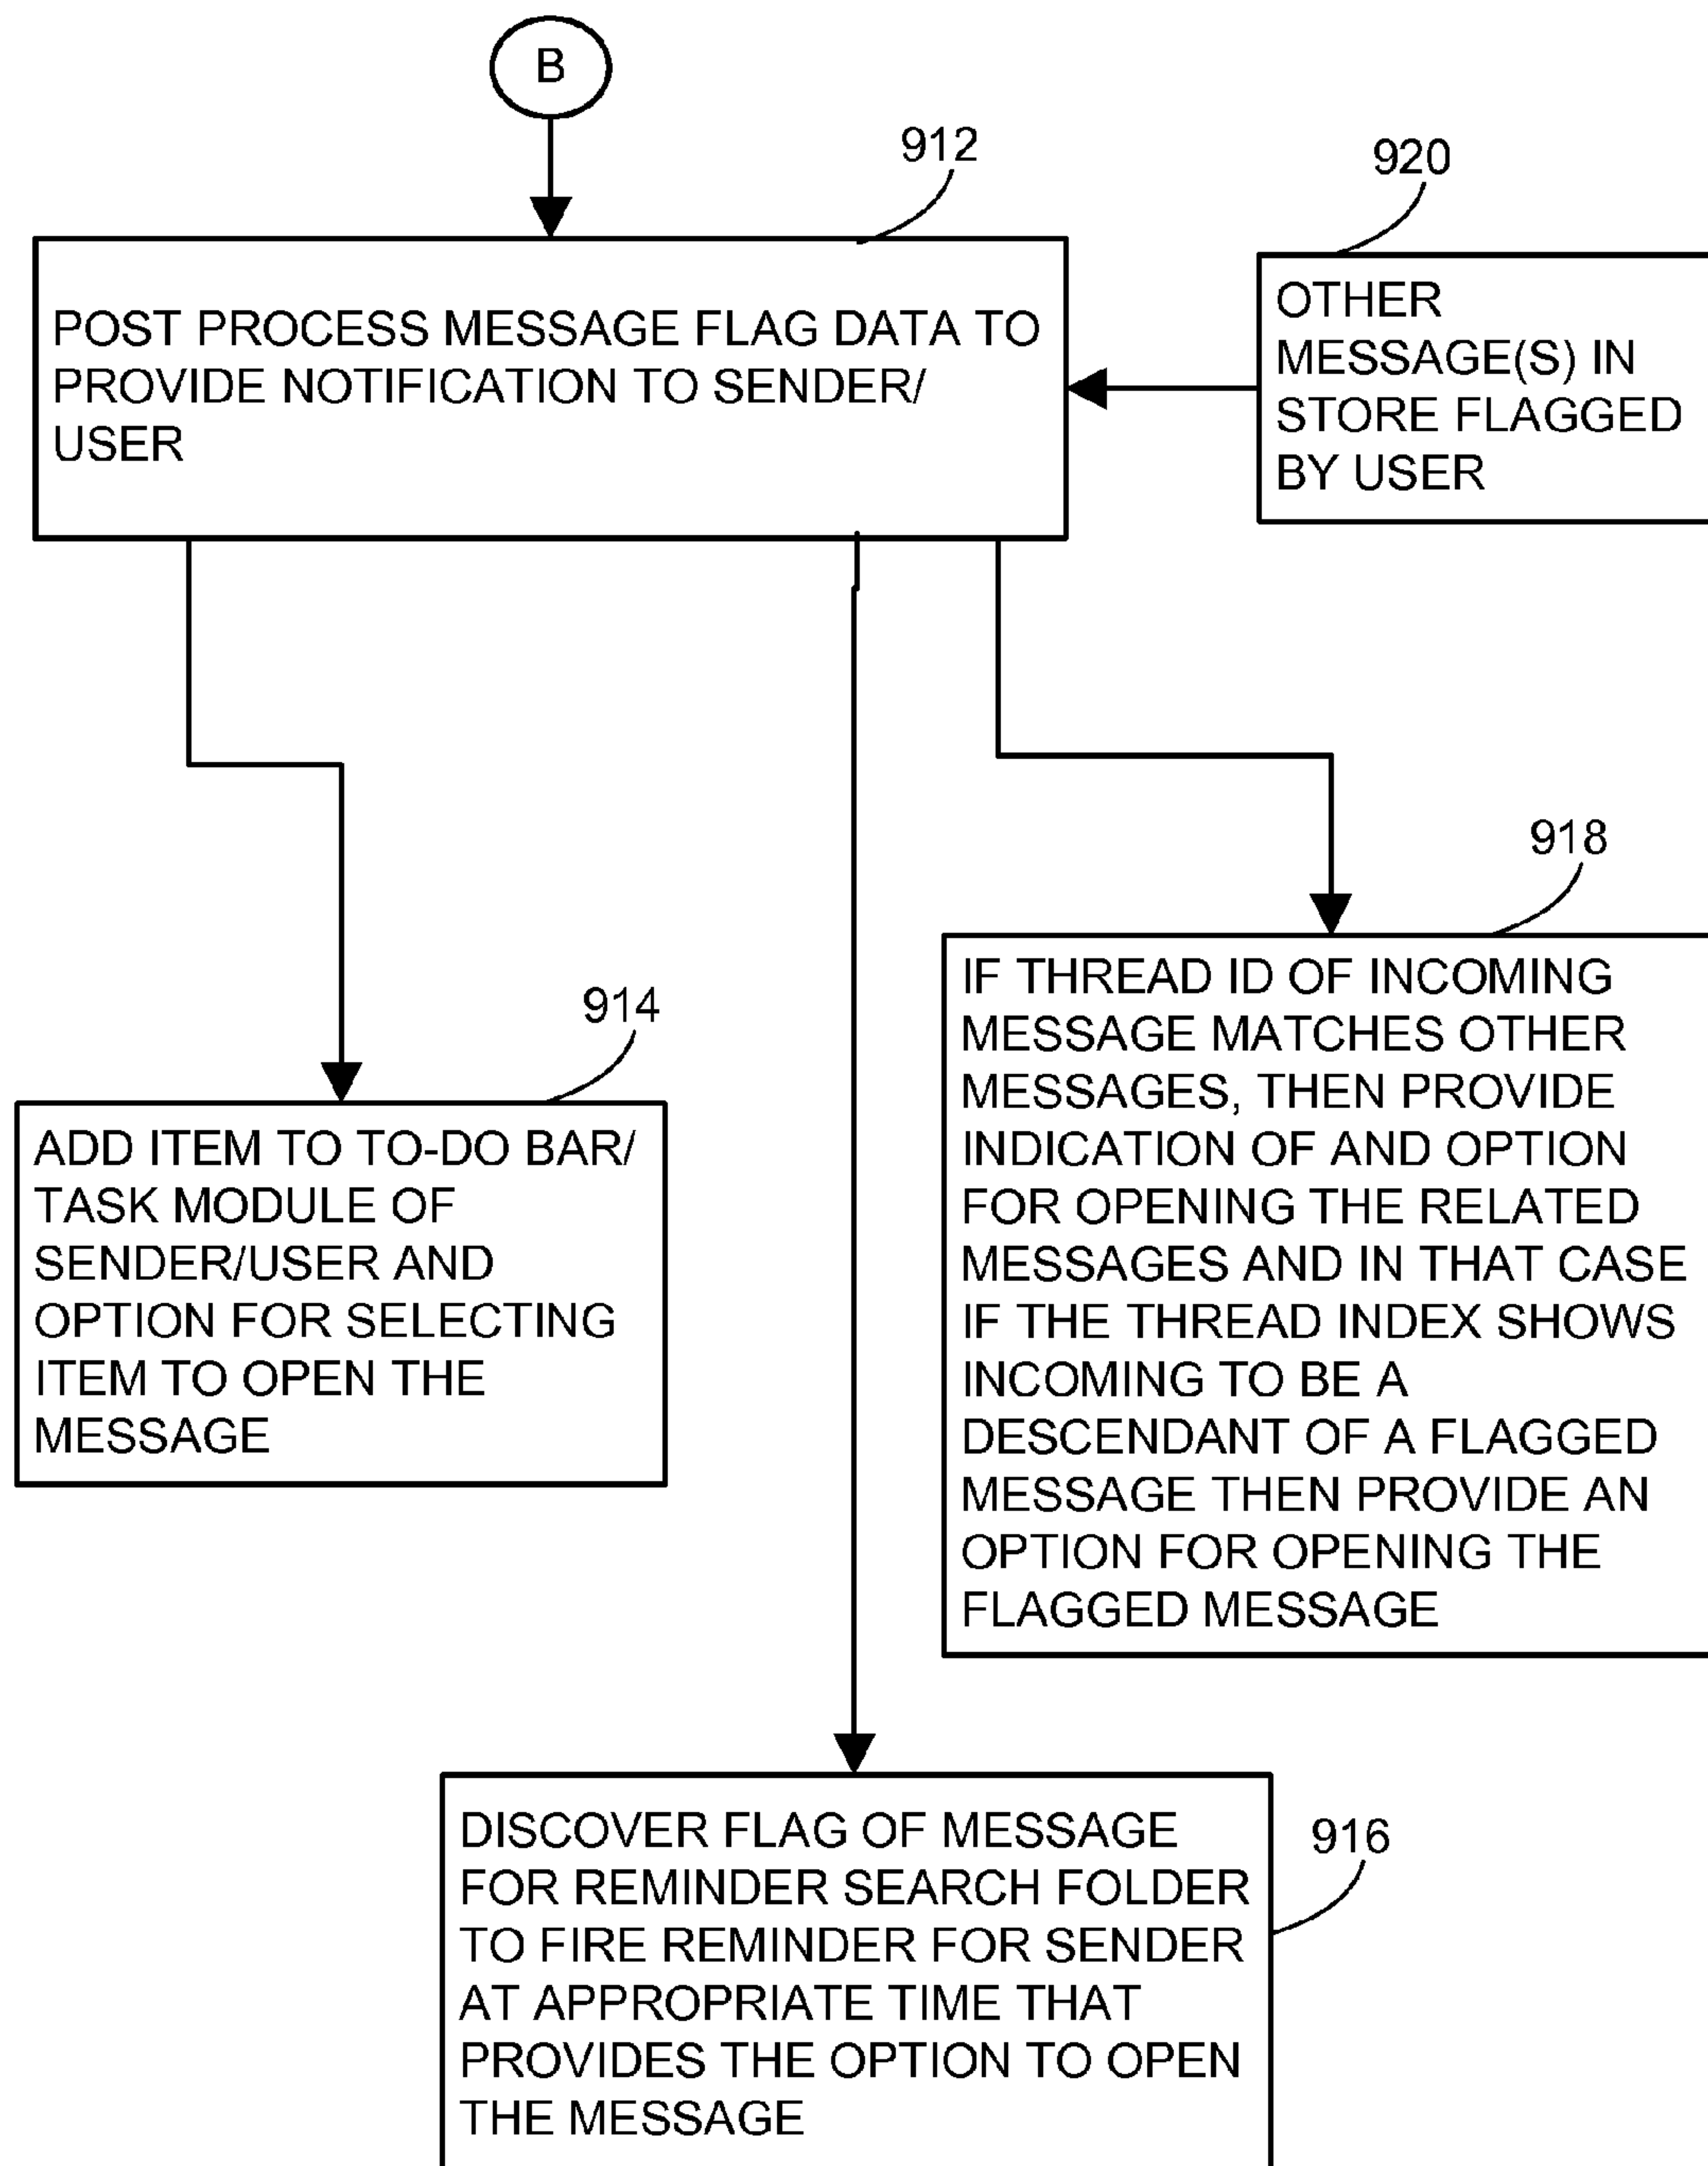 B
912
920
POST PROCESS MESSAGE FLAG DATA TO
PROVIDE NOTIFICATION TO SENDER/
USER
OTHER
MESSAGE(S) IN
STORE FLAGGED
BY USER
918
IF THREAD ID OF INCOMING
MESSAGE MATCHES OTHER
MESSAGES, THEN PROVIDE
INDICATION OF AND OPTION
FOR OPENING THE RELATED
MESSAGES AND IN THAT CASE
IF THE THREAD INDEX SHOWS
INCOMING TO BE A
DESCENDANT OF A FLAGGED
MESSAGE THEN PROVIDE AN
OPTION FOR OPENING THE
FLAGGED MESSAGE
914
ADD ITEM TO TO-DO BAR/
TASK MODULE OF
SENDER/USER AND
OPTION FOR SELECTING
ITEM TO OPEN THE
MESSAGE
916
DISCOVER FLAG OF MESSAGE
FOR REMINDER SEARCH FOLDER
TO FIRE REMINDER FOR SENDER
AT APPROPRIATE TIME THAT
PROVIDES THE OPTION TO OPEN
THE MESSAGE